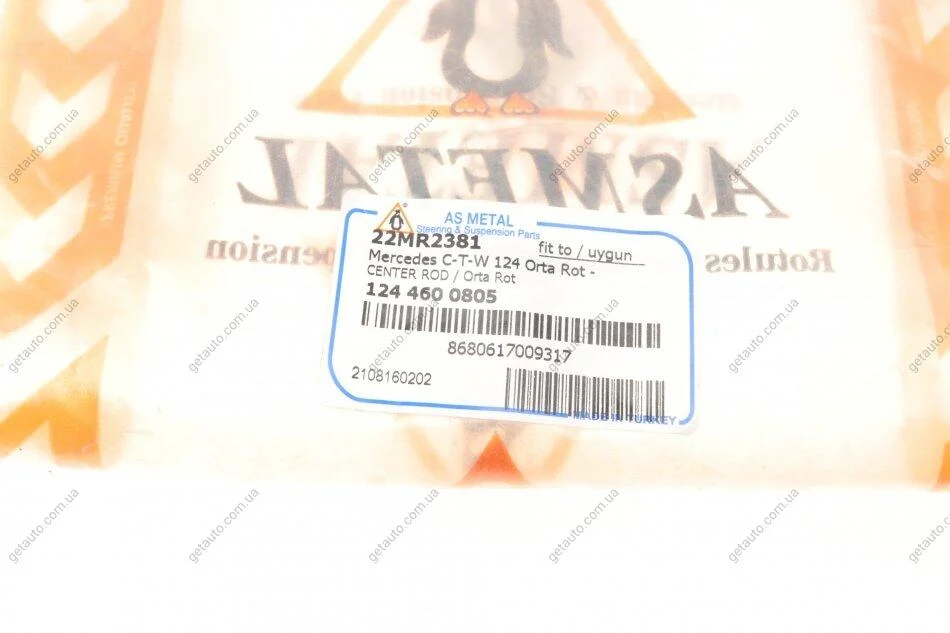 ASMETAL
Rotules
pension
AS METAL
Steering & Suspension Parts
22MR2381
fit to / uygun
Mercedes C-T-W 124 Orta Rot -
CENTER ROD / Orta Rot
124 460 0805
8680617009317
2108160202
MADE IN TURKEY
getauto.com.ua